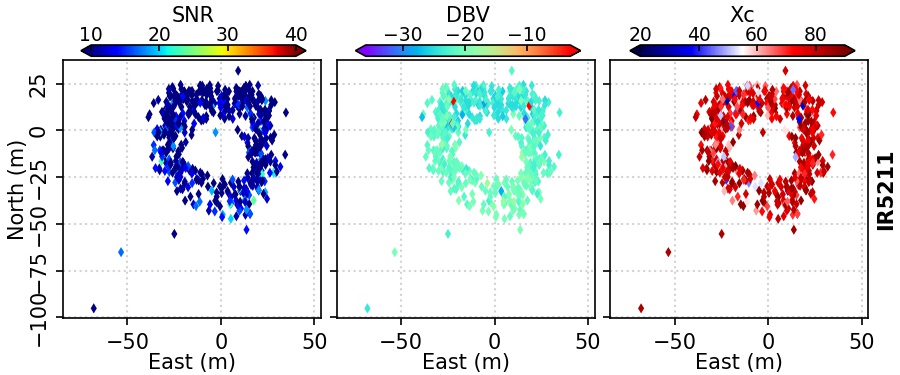 SNR DBV Xc
10 20 30 40 −30 −20 −10 20 40 60 80
25
0
−25
−50
−75
−100
North (m)
−50 0 50 −50 0 50 −50 0 50
East (m) East (m) East (m)
IR5211